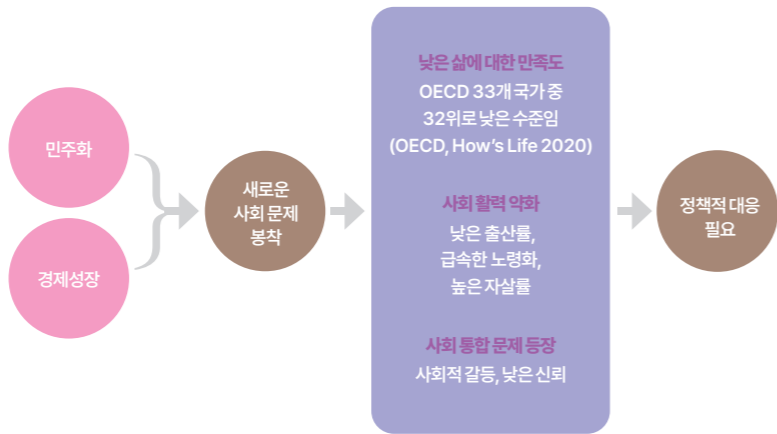 민주화
경제성장
새로운
사회 문제
봉착
낮은 삶에 대한 만족도
OECD 33개 국가 중
32위로 낮은 수준임
(OECD, How's Life 2020)
사회 활력 약화
낮은 출산률,
급속한 노령화,
높은 자살률
사회 통합 문제 등장
사회적 갈등, 낮은 신뢰
정책적 대응
필요